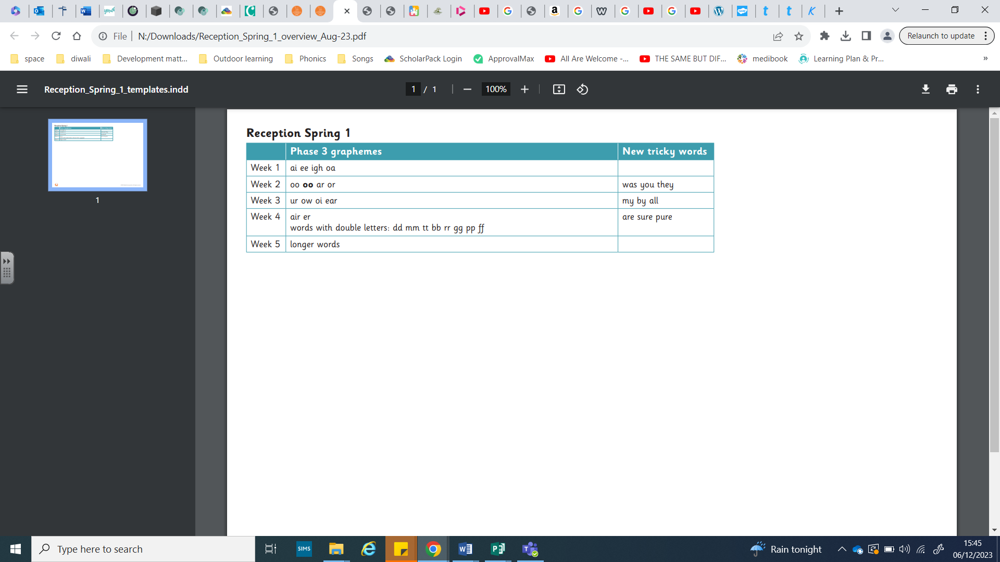 File N:/Downloads/Reception_Spring_1_overview_Aug-23.pdf Relaunch to update
space diwali Development matt... Outdoor learning Phonics Songs ScholarPack Login ApprovalMax All Are Welcome -... THE SAME BUT DIF... medibook Learning Plan & Pr... »
Reception_Spring_1_templates.indd 1 / 1 100%
1
Reception Spring 1
Phase 3 graphemes New tricky words
Week 1 ai ee igh oa
Week 2 oo oo ar or was you they
Week 3 ur ow oi ear my by all
Week 4 air er are sure pure
words with double letters: dd mm tt bb rr gg pp ff
Week 5 longer words
Type here to search SIMS Rain tonight 15:45
06/12/2023